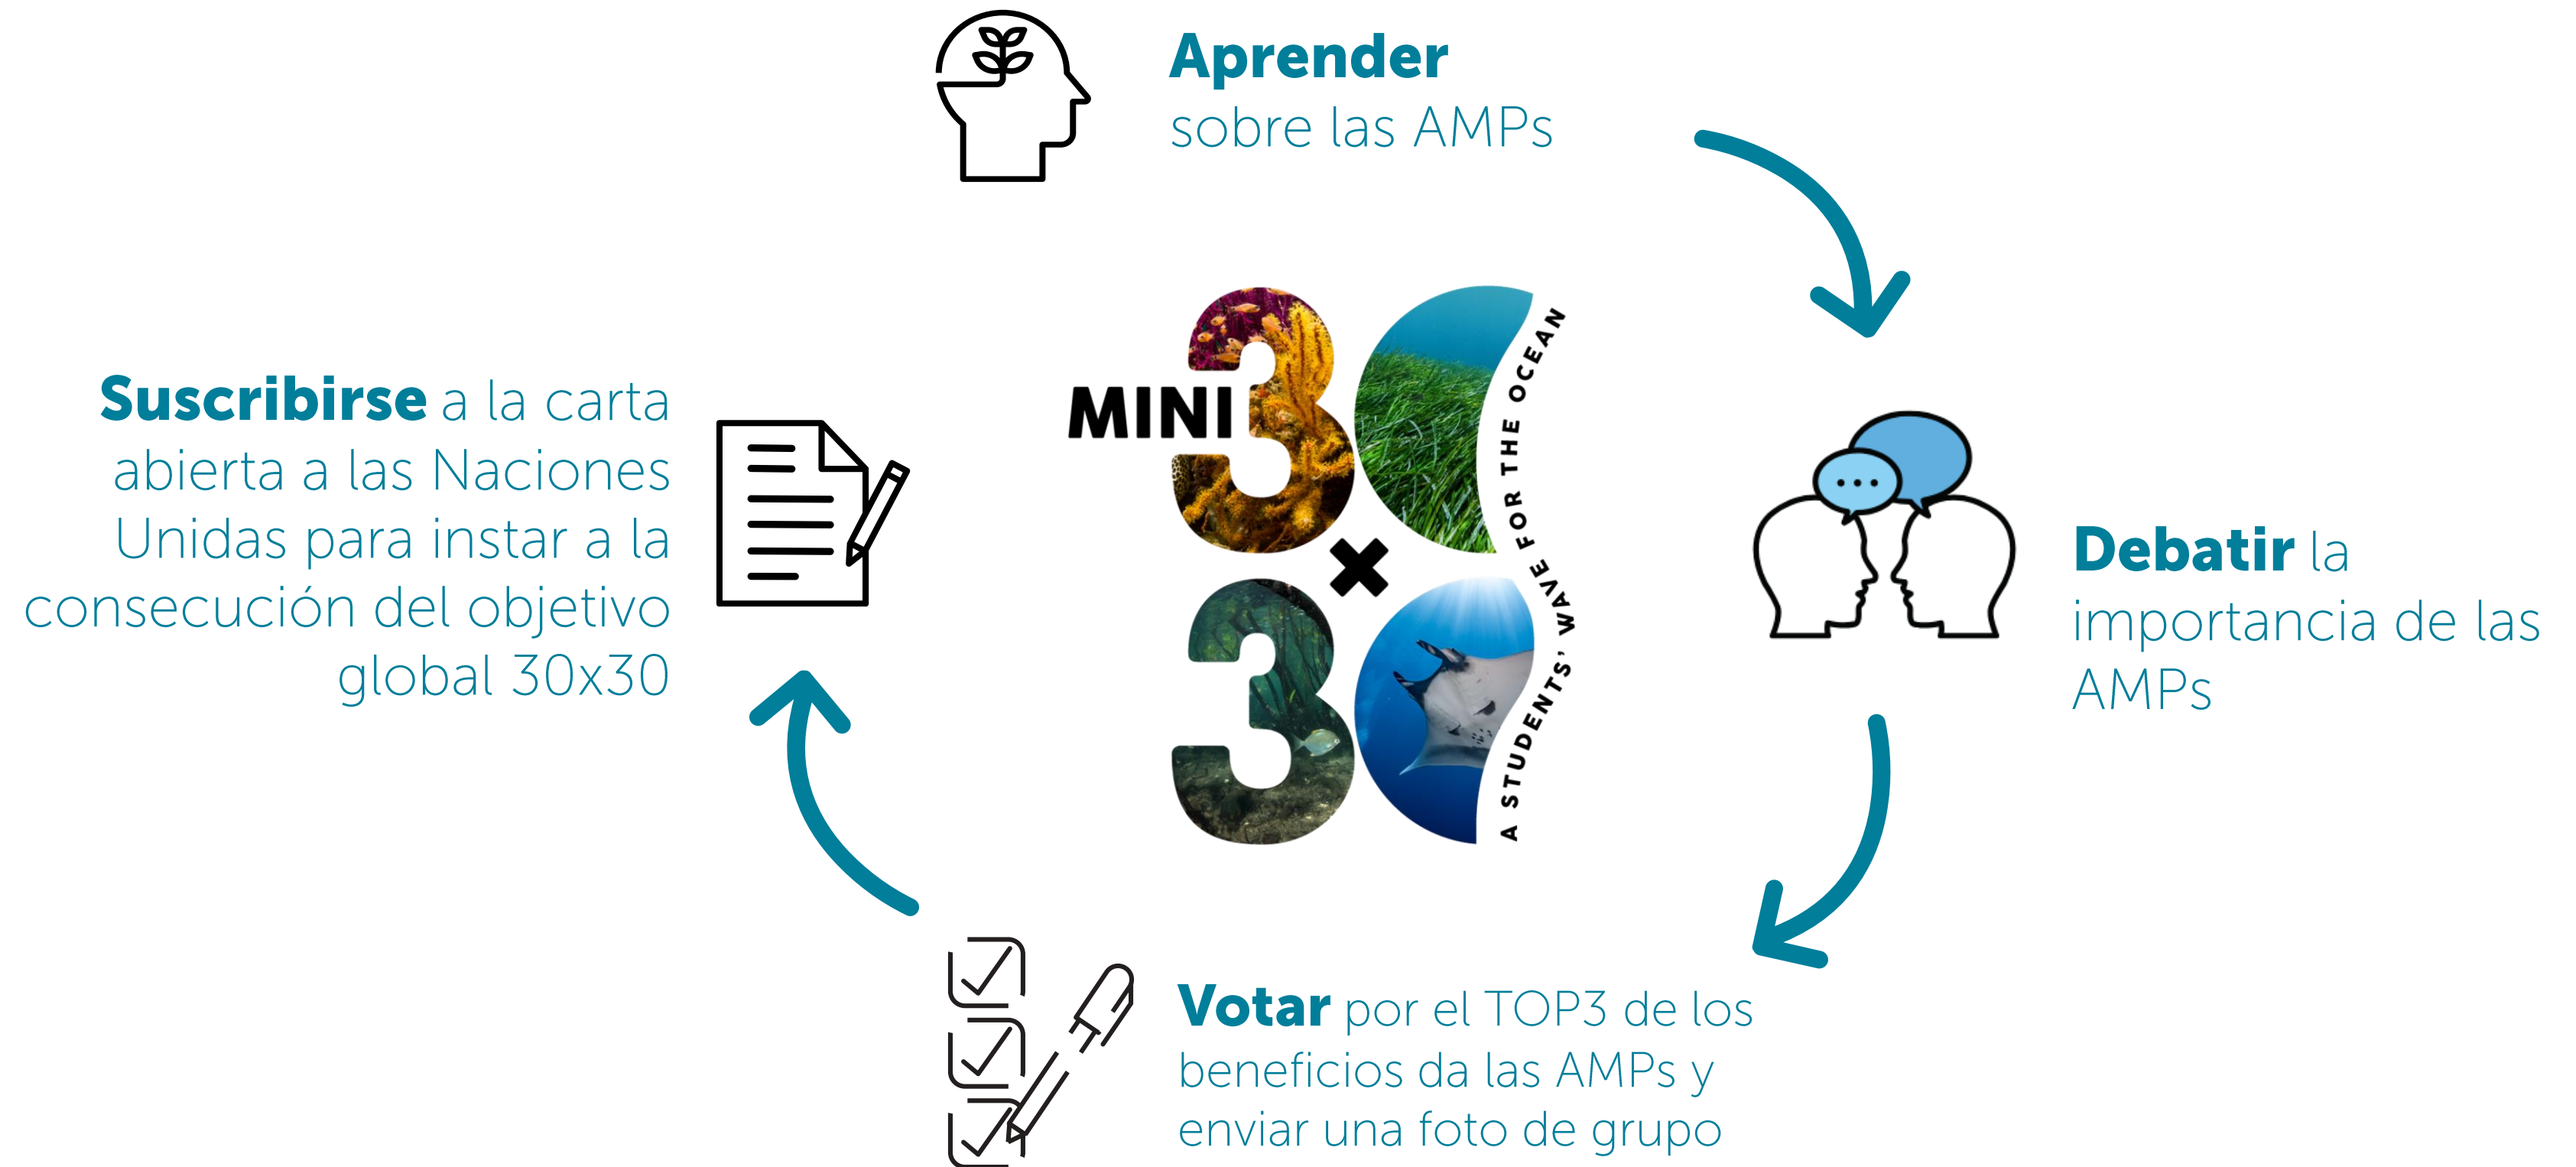 Aprender
sobre las AMPs
Debatir la
importancia de las
AMPs
Votar por el TOP3 de los
beneficios da las AMPs y
enviar una foto de grupo
Suscribirse a la carta
abierta a las Naciones
Unidas para instar a la
consecución del objetivo
global 30x30
MINI 30
×
30
A STUDENTS' WAVE FOR THE OCEAN